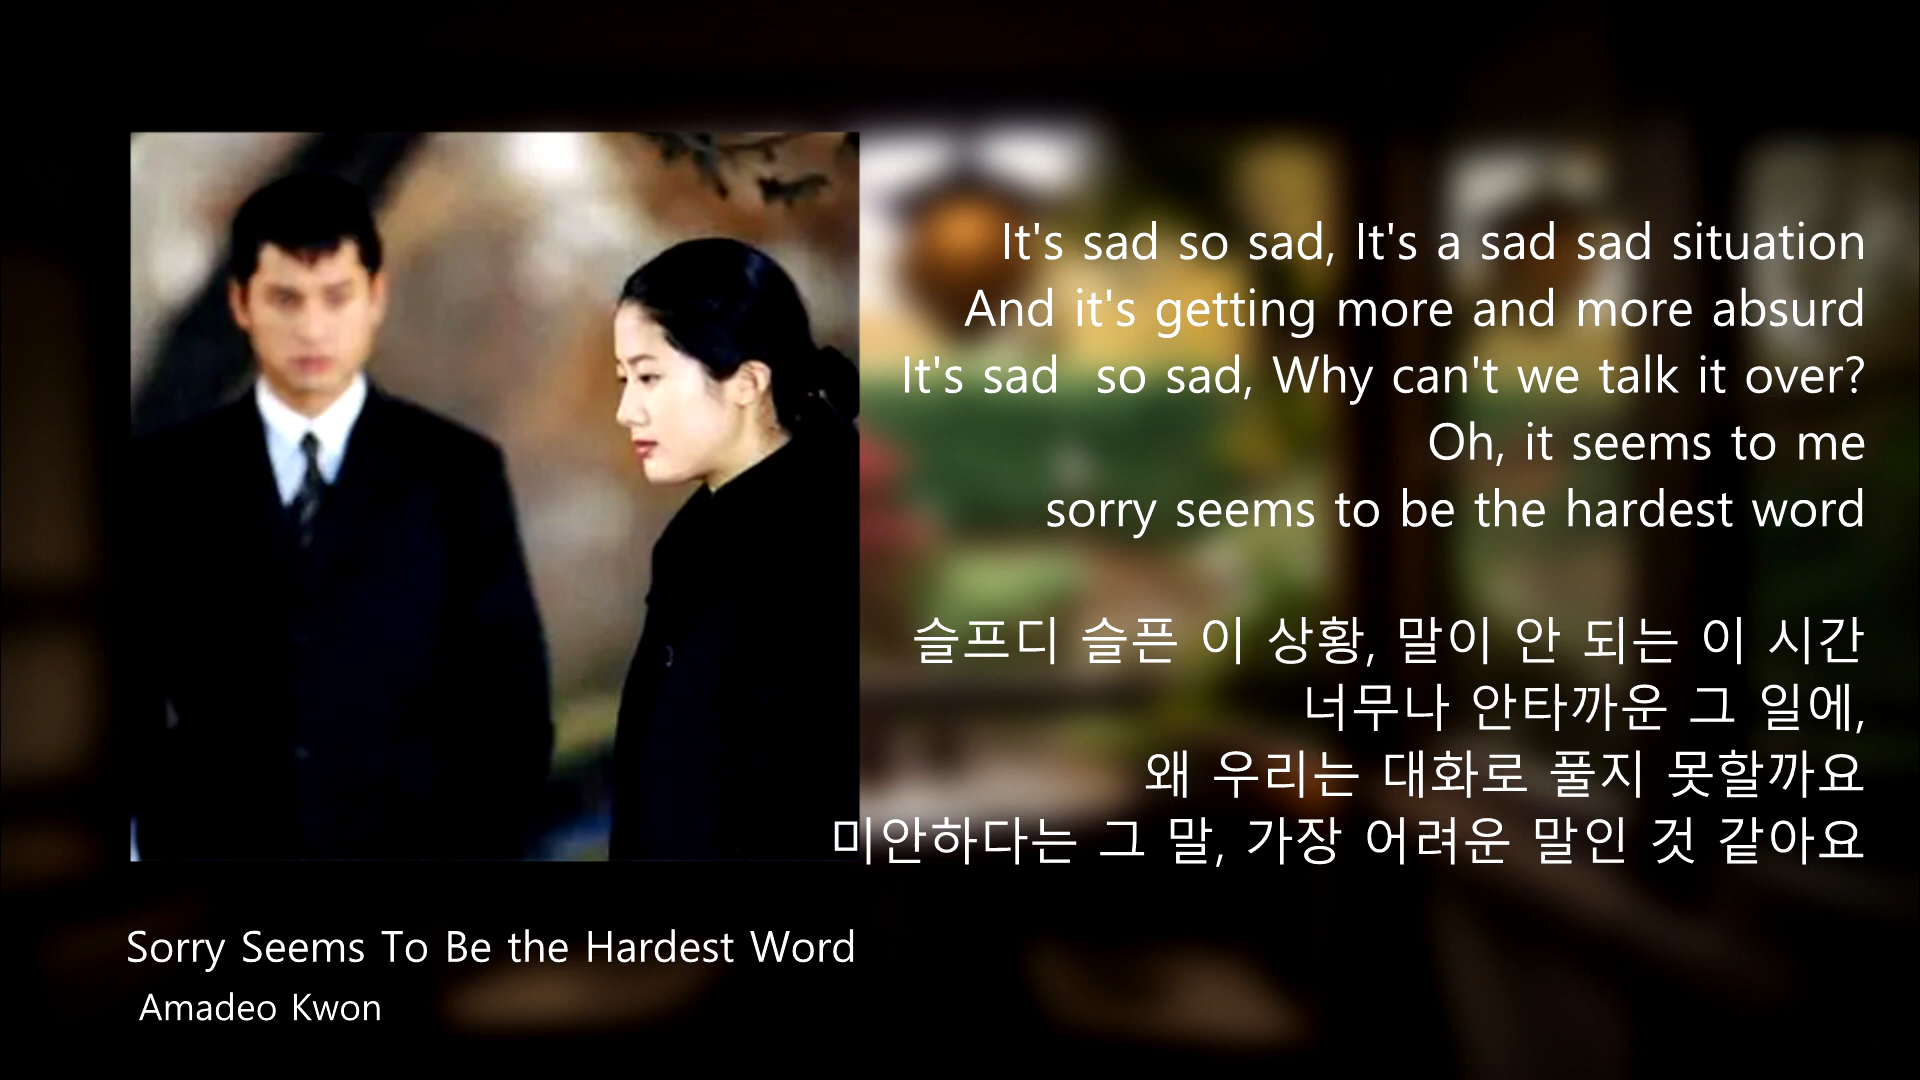 It's sad so sad, It's a sad sad situation
And it's getting more and more absurd
It's sad  so sad, Why can't we talk it over?
Oh, it seems to me
sorry seems to be the hardest word
슬프디 슬픈 이 상황, 말이 안 되는 이 시간
너무나 안타까운 그 일에,
왜 우리는 대화로 풀지 못할까요
미안하다는 그 말, 가장 어려운 말인 것 같아요
Sorry Seems To Be the Hardest Word
Amadeo Kwon